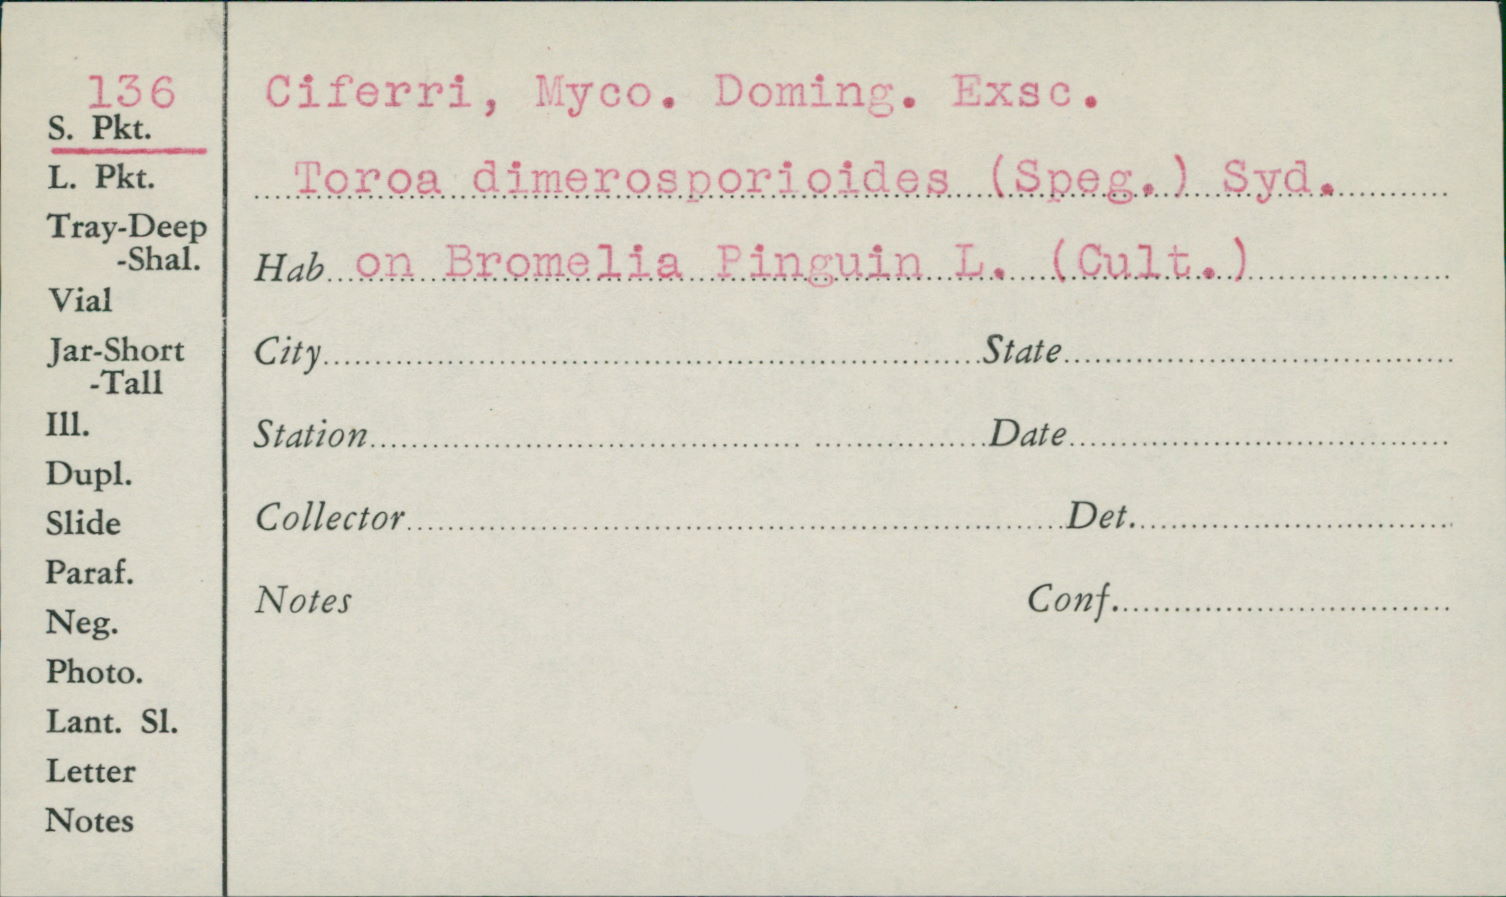 136
S. Pkt.
L. Pkt.
Tray-Deep
-Shal.
Vial
Jar-Short
-Tall
Ill.
Dupl.
Slide
Paraf.
Neg.
Photo.
Lant. Sl.
Letter
Notes
Ciferri, Myco. Doming. Exsc.
Toroa dimerosporioides (Speg.) Syd.
Hab on Bromelia Pinguin L. (Cult.)
City State
Station Date
Collector Det.
Notes Conf.